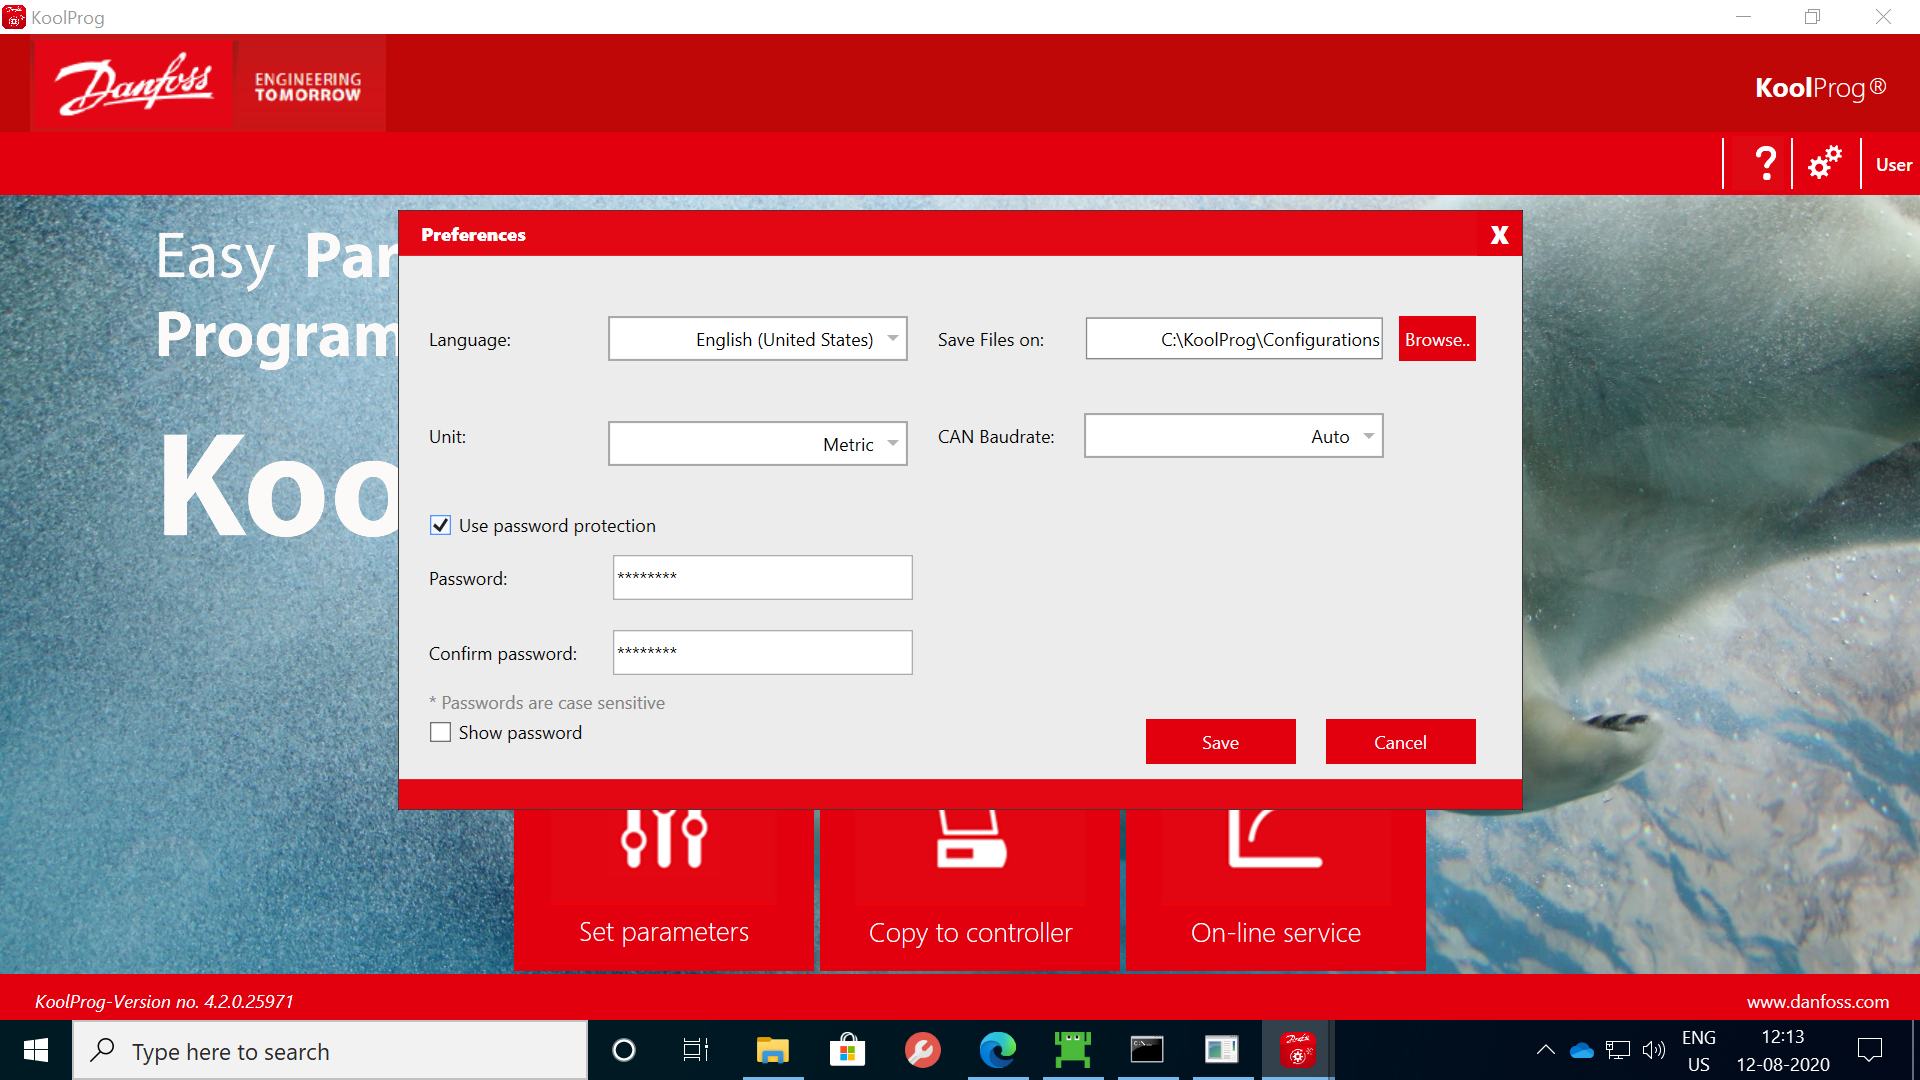 KoolProg
Danfoss
ENGINEERING
TOMORROW
KoolProg®
User
Easy Par
Program
Koo
Preferences
X
Language:
English (United States)
Save Files on:
C:\KoolProg\Configurations
Browse..
Unit:
Metric
CAN Baudrate:
Auto
Use password protection
Password:
********
Confirm password:
********
* Passwords are case sensitive
Show password
Save
Cancel
Set parameters
Copy to controller
On-line service
KoolProg-Version no. 4.2.0.25971
www.danfoss.com
Type here to search
Danfoss
ENG
US
12:13
12-08-2020